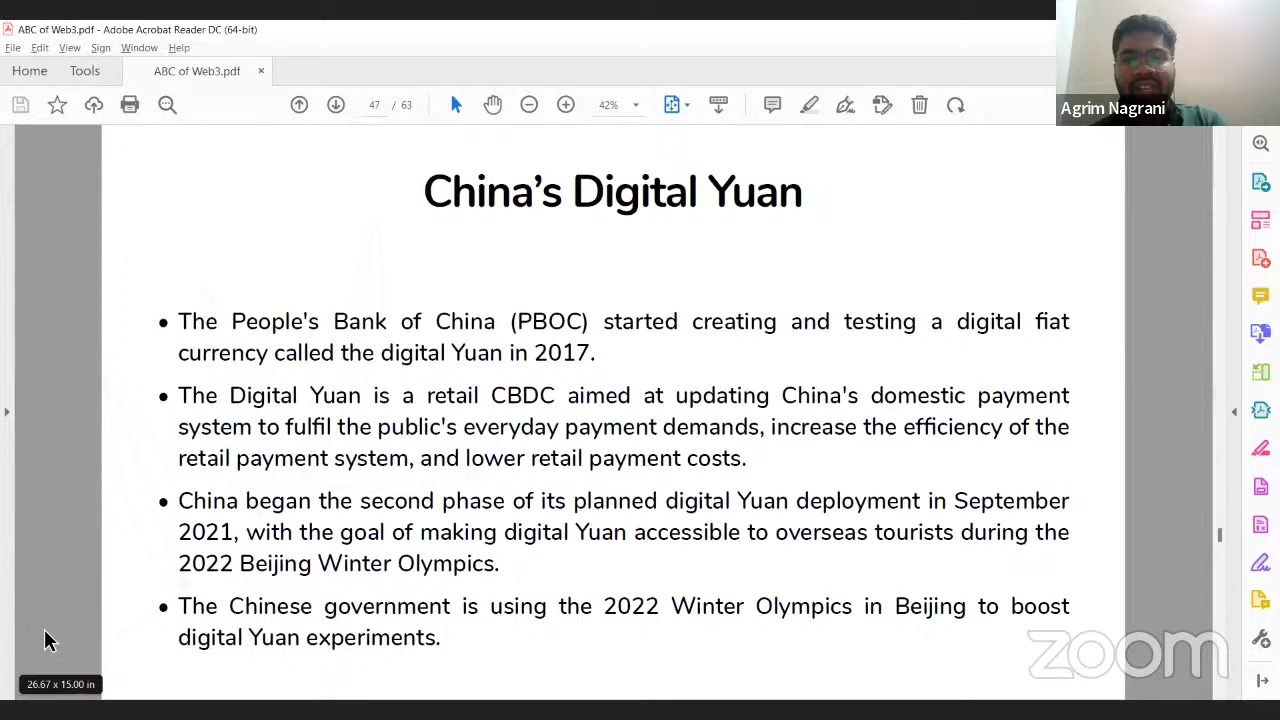 ABC of Web3.pdf - Adobe Acrobat Reader DC (64-bit)
File Edit View Sign Window Help
Home Tools ABC of Web3.pdf ×
47 / 63 42%
Agrim Nagrani
China's Digital Yuan
• The People's Bank of China (PBOC) started creating and testing a digital fiat
currency called the digital Yuan in 2017.
• The Digital Yuan is a retail CBDC aimed at updating China's domestic payment
system to fulfil the public's everyday payment demands, increase the efficiency of the
retail payment system, and lower retail payment costs.
• China began the second phase of its planned digital Yuan deployment in September
2021, with the goal of making digital Yuan accessible to overseas tourists during the
2022 Beijing Winter Olympics.
• The Chinese government is using the 2022 Winter Olympics in Beijing to boost
digital Yuan experiments.
zoom
26.67 x 15.00 in